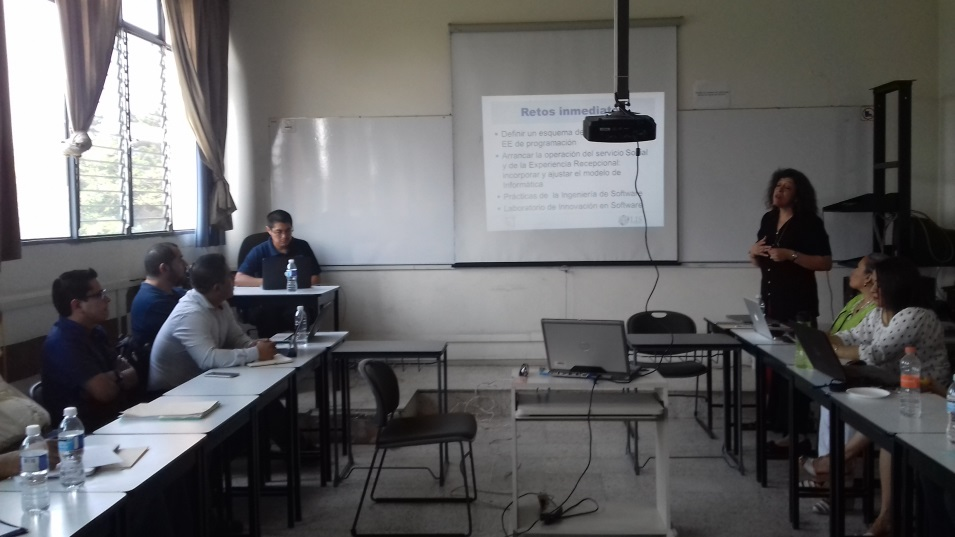 Retos inmediat
• Definir un esquema de
EE de programación
• Arrancar la operación del servicio Social
y de la Experiencia Recepcional.
Incorporar y ajustar el modelo de
Informática
• Prácticas de la Ingeniería de Software
• Laboratorio de Innovación en Software